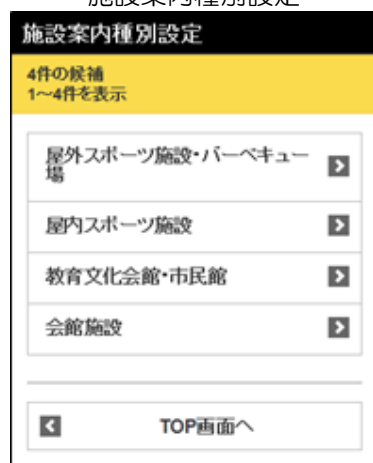 施設案内種別設定
施設案内種別設定
4件の候補
1～4件を表示
屋外スポーツ施設・バーベキュー
場
屋内スポーツ施設
教育文化会館・市民館
会館施設
TOP画面へ